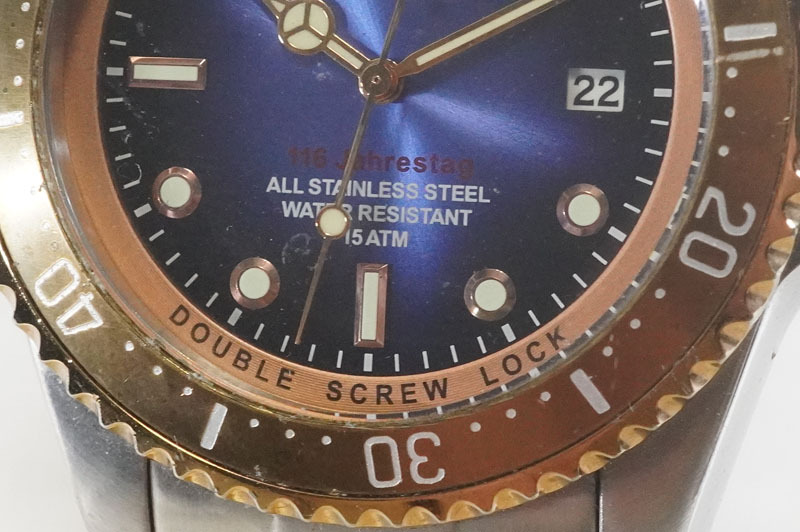 22
116 Jahrestag
ALL STAINLESS STEEL
WATER RESISTANT
15 ATM
DOUBLE SCREW LOCK
20
30
40